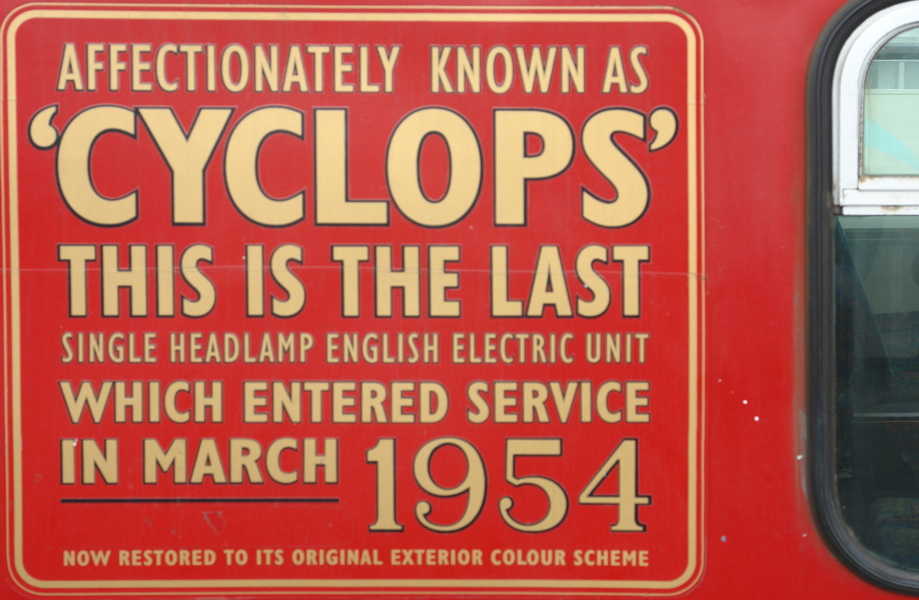 AFFECTIONATELY KNOWN AS
‘CYCLOPS’
THIS IS THE LAST
SINGLE HEADLAMP ENGLISH ELECTRIC UNIT
WHICH ENTERED SERVICE
IN MARCH 1954
NOW RESTORED TO ITS ORIGINAL EXTERIOR COLOUR SCHEME